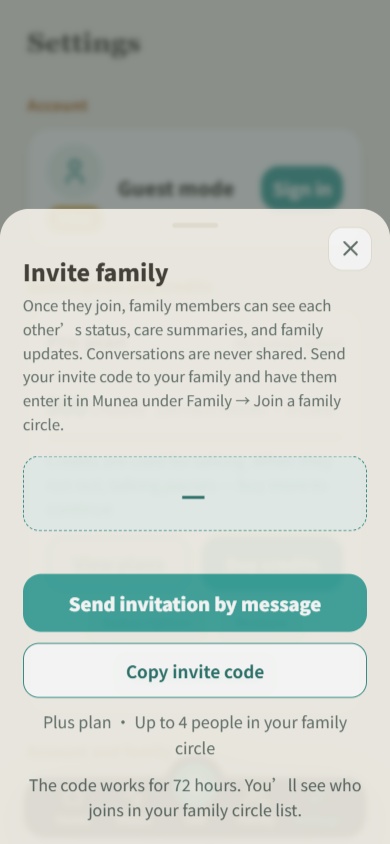 Settings
Account
Guest mode
Sign in
Invite family
Once they join, family members can see each
other’s status, care summaries, and family
updates. Conversations are never shared. Send
your invite code to your family and have them
enter it in Munea under Family → Join a family
circle.
—
Send invitation by message
Copy invite code
Plus plan • Up to 4 people in your family
circle
The code works for 72 hours. You’ll see who
joins in your family circle list.